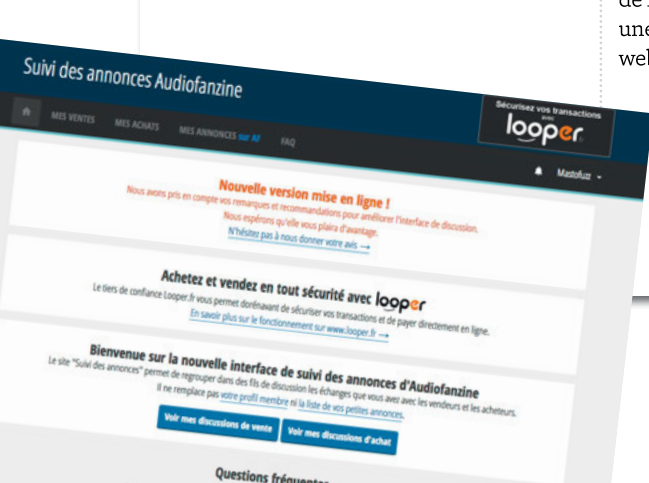 une
web
Suivi des annonces Audiofanzine
Sécurisez vos transactions
avec
looper
MES VENTES MES ACHATS MES ANNONCES sur AF FAQ
Mastofuzz
Nouvelle version mise en ligne !
Nous avons pris en compte vos remarques et recommandations pour améliorer l'interface de discussion.
Nous espérons qu'elle vous plaira d'avantage.
N'hésitez pas à nous donner votre avis →
Achetez et vendez en tout sécurité avec looper
Le tiers de confiance Looper.fr vous permet dorénavant de sécuriser vos transactions et de payer directement en ligne.
En savoir plus sur le fonctionnement sur www.looper.fr →
Bienvenue sur la nouvelle interface de suivi des annonces d'Audiofanzine
Le site "Suivi des annonces" permet de regrouper dans des fils de discussion les échanges que vous avez avec les vendeurs et les acheteurs.
Il ne remplace pas votre profil membre ni la liste de vos petites annonces.
Voir mes discussions de vente Voir mes discussions d'achat
Questions fréquentes